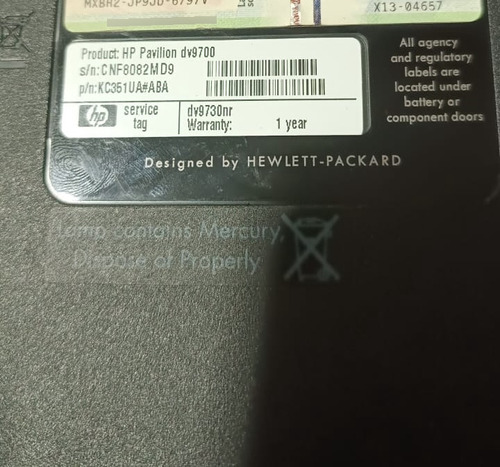 X13-04657
Product: HP Pavilion dv9700
s/n:CNF8082MD9
p/n:KC351UA#ABA
hp
service tag
dv9730nr
Warranty: 1 year
All agency
and regulatory
labels are
located under
battery or
component doors
Designed by HEWLETT-PACKARD
Lamp contains Mercury,
Dispose of Properly